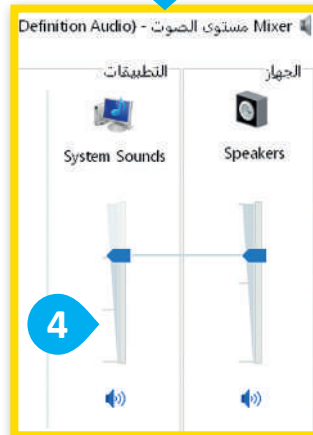 Mixer مستوى الصوت - (Definition Audio
الجهاز
التطبيقات
Speakers
System Sounds
4